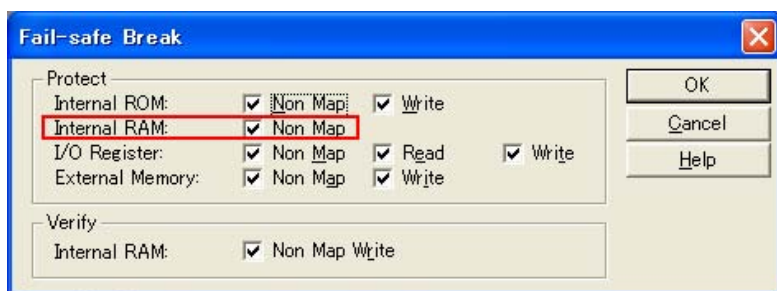 Fail-safe Break
Protect
OK
Internal ROM: Non Map Write
Internal RAM: Non Map
Cancel
I/O Register: Non Map Read Write
Help
External Memory: Non Map Write
Verify
Internal RAM: Non Map Write